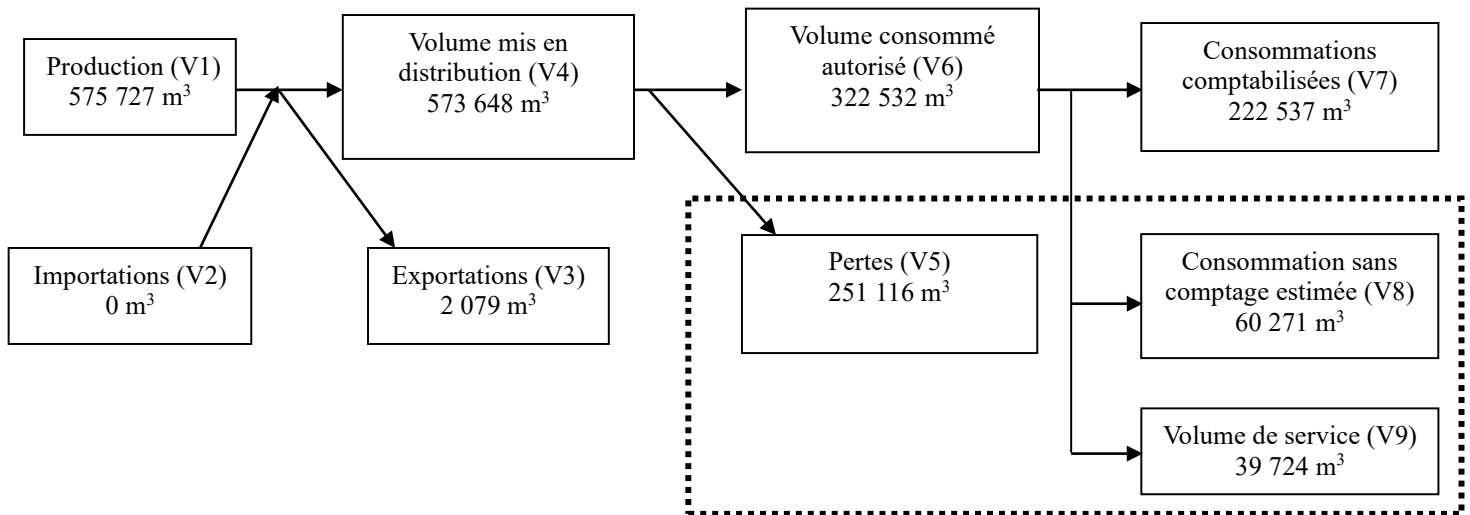 Production (V1)
575 727 m³
Volume mis en
distribution (V4)
573 648 m³
Volume consommé
autorisé (V6)
322 532 m³
Consommations
comptabilisées (V7)
222 537 m³
Importations (V2)
0 m³
Exportations (V3)
2 079 m³
Pertes (V5)
251 116 m³
Consommation sans
comptage estimée (V8)
60 271 m³
Volume de service (V9)
39 724 m³